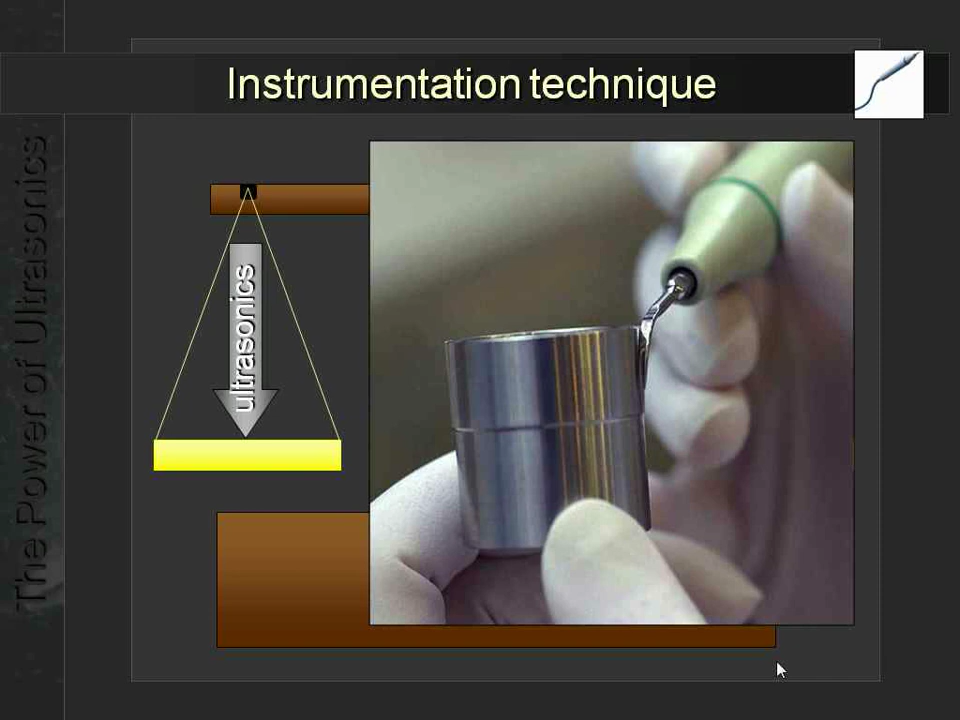 Instrumentation technique
The Power of Ultrasonics
ultrasonics